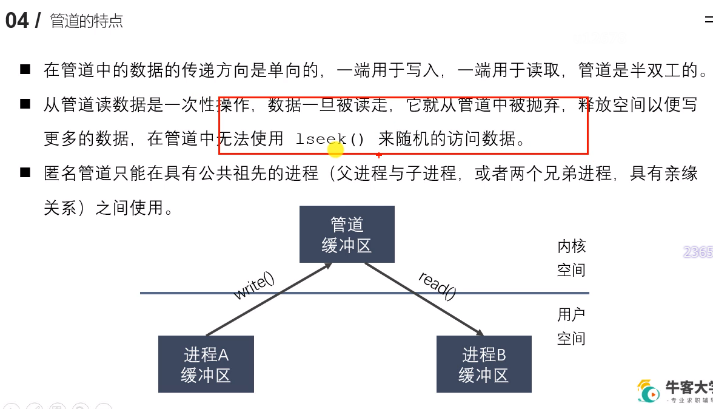 04 / 管道的特点
在管道中的数据的传递方向是单向的，一端用于写入，一端用于读取，管道是半双工的。
从管道读数据是一次性操作，数据一旦被读走，它就从管道中被抛弃，释放空间以便写
更多的数据，在管道中无法使用 lseek() 来随机的访问数据。
匿名管道只能在具有公共祖先的进程（父进程与子进程，或者两个兄弟进程，具有亲缘
关系）之间使用。
管道
缓冲区
内核
空间
write()
read()
用户
空间
进程A
缓冲区
进程B
缓冲区
2365
牛客大学